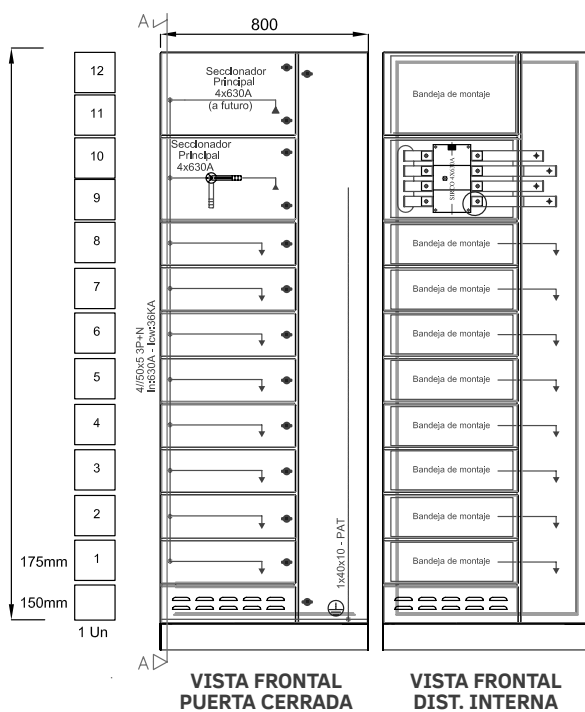 A
800
12
11
10
9
8
7
6
5
4
3
2
1
175mm
150mm
1 Un
Seccionador
Principal
4x630A
(a futuro)
Seccionador
Principal
4x630A
4//50x5 3P+N
In:630A - Icw:36KA
1x40x10 - PAT
A
VISTA FRONTAL
PUERTA CERRADA
Bandeja de montaje
SIRCO 4X630A
Bandeja de montaje
Bandeja de montaje
Bandeja de montaje
Bandeja de montaje
Bandeja de montaje
Bandeja de montaje
Bandeja de montaje
Bandeja de montaje
VISTA FRONTAL
DIST. INTERNA